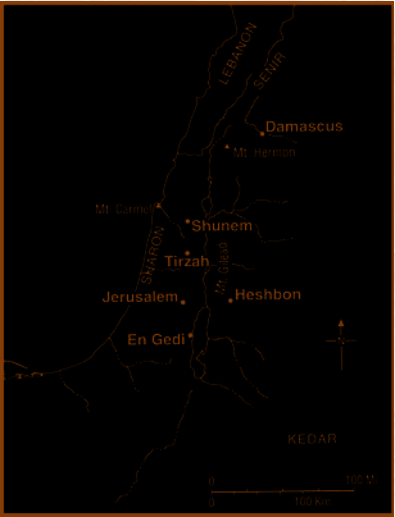 LEBANON
SENIR
Damascus
Mt. Hermon
Mt. Carmel
Shunem
SHARON
Tirzah
Mt. Gilead
Jerusalem
Heshbon
En Gedi
KEDAR
0 100 Mi.
0 100 Km.